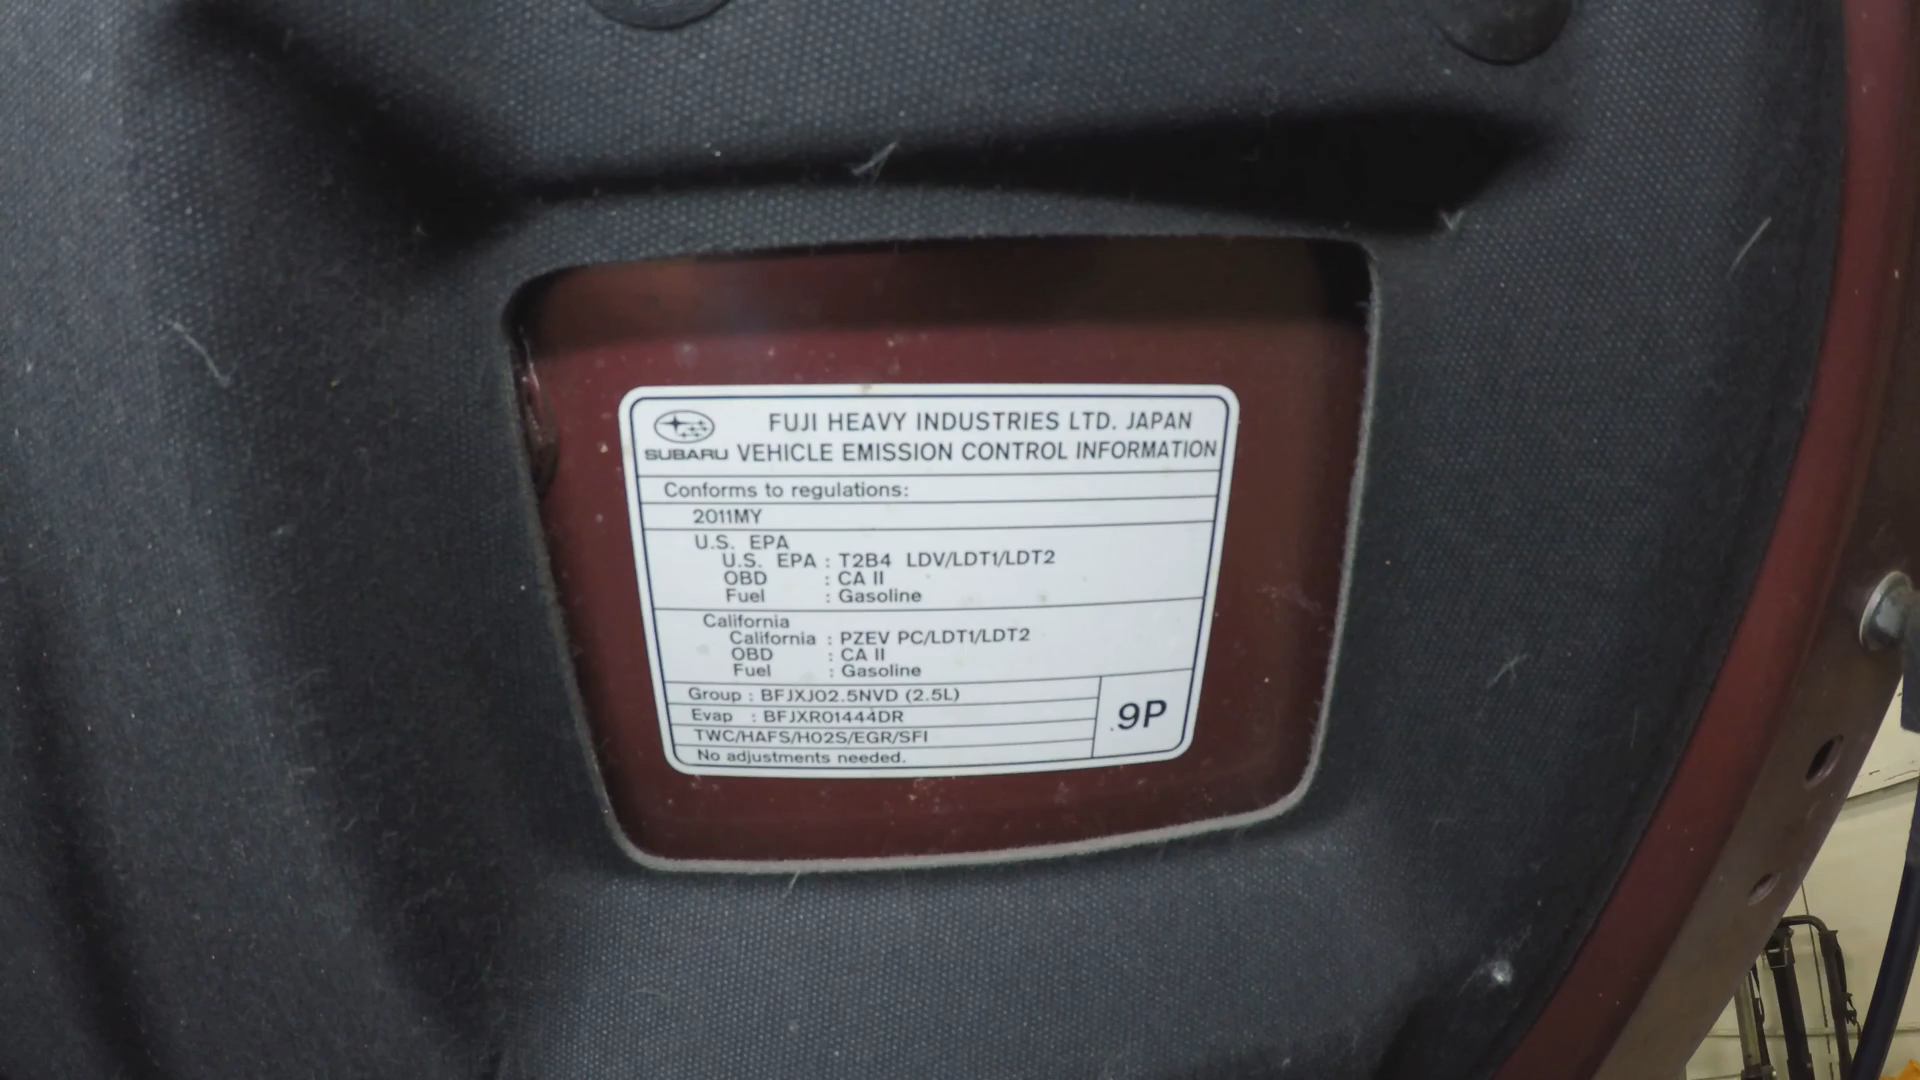 FUJI HEAVY INDUSTRIES LTD. JAPAN
SUBARU VEHICLE EMISSION CONTROL INFORMATION
Conforms to regulations:
2011MY
U.S. EPA
U.S. EPA : T2B4 LDV/LDT1/LDT2
OBD : CA II
Fuel : Gasoline
California
California : PZEV PC/LDT1/LDT2
OBD : CA II
Fuel : Gasoline
Group : BFJXJ02.5NVD (2.5L)
Evap : BFJXR01444DR
TWC/HAFS/HO2S/EGR/SFI
No adjustments needed.
9P